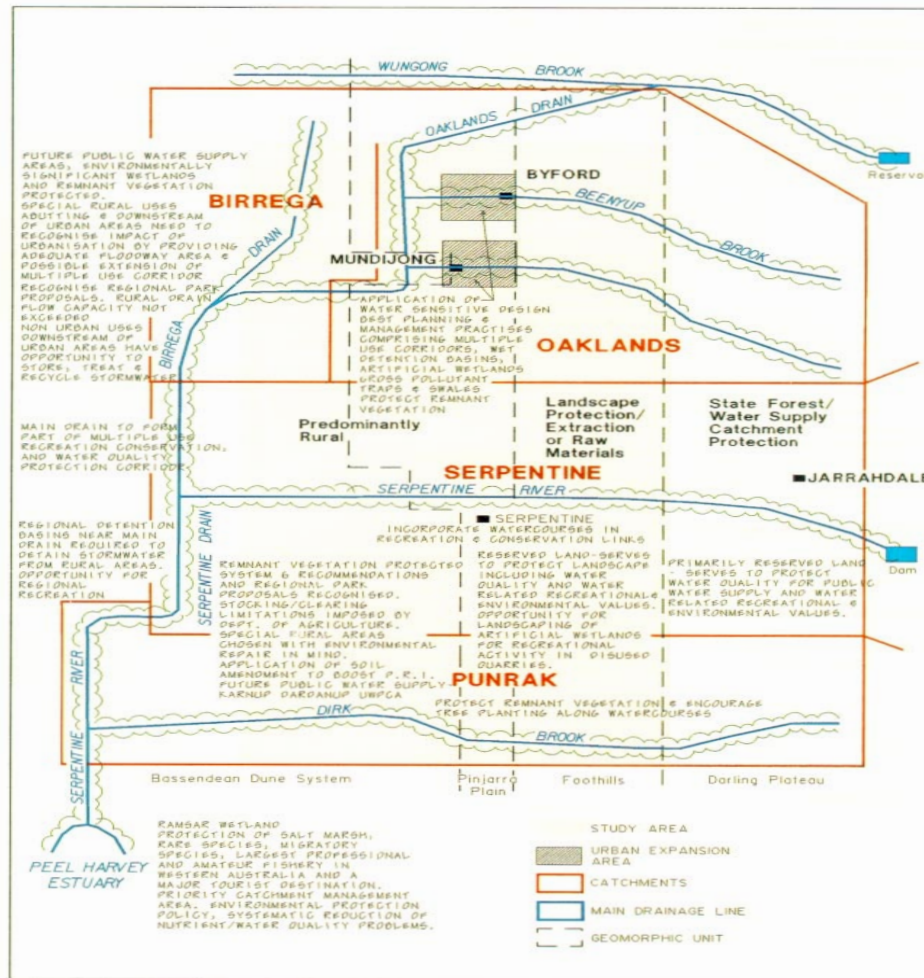 WUNGONG BROOK
OAKLANDS DRAIN
Reservo
BYFORD
BEENYUP BROOK
BIRREGA
DRAIN
FUTURE PUBLIC WATER SUPPLY
AREAS, ENVIRONMENTALLY
SIGNIFICANT WETLANDS
AND REMNANT VEGETATION
PROTECTED.
SPECIAL RURAL USES
ABUTTING & DOWNSTREAM
OF URBAN AREAS NEED TO
RECOGNISE IMPACT OF
URBANISATION BY PROVIDING
ADEQUATE FLOODWAY AREA &
POSSIBLE EXTENSION OF
MULTIPLE USE CORRIDOR
RECOGNISE REGIONAL PARK
PROPOSALS. RURAL DRAIN
FLOW CAPACITY NOT
EXCEEDED
NON URBAN USES
DOWNSTREAM OF
URBAN AREAS HAVE
OPPORTUNITY TO
STORE, TREAT &
RECYCLE STORMWATER
BIRREGA
MUNDIJONG
APPLICATION OF
WATER SENSITIVE DESIGN
BEST PLANNING &
MANAGEMENT PRACTISES
COMPRISING MULTIPLE
USE CORRIDORS, WET
DETENTION BASINS,
ARTIFICIAL WETLANDS
GROSS POLLUTANT
TRAPS & SWALES
PROTECT REMNANT
VEGETATION
OAKLANDS
MAIN DRAIN TO FORM
PART OF MULTIPLE USE
RECREATION CONSERVATION,
AND WATER QUALITY
PROTECTION CORRIDOR
Predominantly
Rural
Landscape
Protection/
Extraction
or Raw
Materials
State Forest/
Water Supply
Catchment
Protection
JARRAHDALE
SERPENTINE
SERPENTINE RIVER
SERPENTINE
INCORPORATE WATERCOURSES IN
RECREATION & CONSERVATION LINKS
Dam
REGIONAL DETENTION
BASINS NEAR MAIN
DRAIN REQUIRED TO
DETAIN STORMWATER
FROM RURAL AREAS.
OPPORTUNITY FOR
REGIONAL
RECREATION
SERPENTINE DRAIN
REMNANT VEGETATION PROTECTED
SYSTEM 6 RECOMMENDATIONS
AND REGIONAL PARK
PROPOSALS RECOGNISED.
STOCKING/CLEARING
LIMITATIONS IMPOSED BY
DEPT. OF AGRICULTURE.
SPECIAL RURAL AREAS
CHOSEN WITH ENVIRONMENTAL
REPAIR IN MIND.
APPLICATION OF SOIL
AMENDMENT TO BOOST P.R.I.
FUTURE PUBLIC WATER SUPPLY
KARNUP DARDANUP UWPCA
RESERVED LAND-SERVES
TO PROTECT LANDSCAPE
INCLUDING WATER
QUALITY AND WATER
RELATED RECREATIONAL &
ENVIRONMENTAL VALUES.
OPPORTUNITY FOR
LANDSCAPING OF
ARTIFICIAL WETLANDS
FOR RECREATIONAL
ACTIVITY IN DISUSED
QUARRIES.
PRIMARILY RESERVED LAND
- SERVES TO PROTECT
WATER QUALITY FOR PUBLIC
WATER SUPPLY AND WATER
RELATED RECREATIONAL &
ENVIRONMENTAL VALUES.
PUNRAK
PROTECT REMNANT VEGETATION & ENCOURAGE
TREE PLANTING ALONG WATERCOURSES
DIRK BROOK
SERPENTINE RIVER
Bassendean Dune System
Pinjarra
Plain
Foothills
Darling Plateau
PEEL HARVEY
ESTUARY
RAMSAR WETLAND
PROTECTION OF SALT MARSH,
RARE SPECIES, MIGRATORY
SPECIES, LARGEST PROFESSIONAL
AND AMATEUR FISHERY IN
WESTERN AUSTRALIA AND A
MAJOR TOURIST DESTINATION.
PRIORITY CATCHMENT MANAGEMENT
AREA. ENVIRONMENTAL PROTECTION
POLICY, SYSTEMATIC REDUCTION OF
NUTRIENT/WATER QUALITY PROBLEMS.
STUDY AREA
URBAN EXPANSION
AREA
CATCHMENTS
MAIN DRAINAGE LINE
GEOMORPHIC UNIT